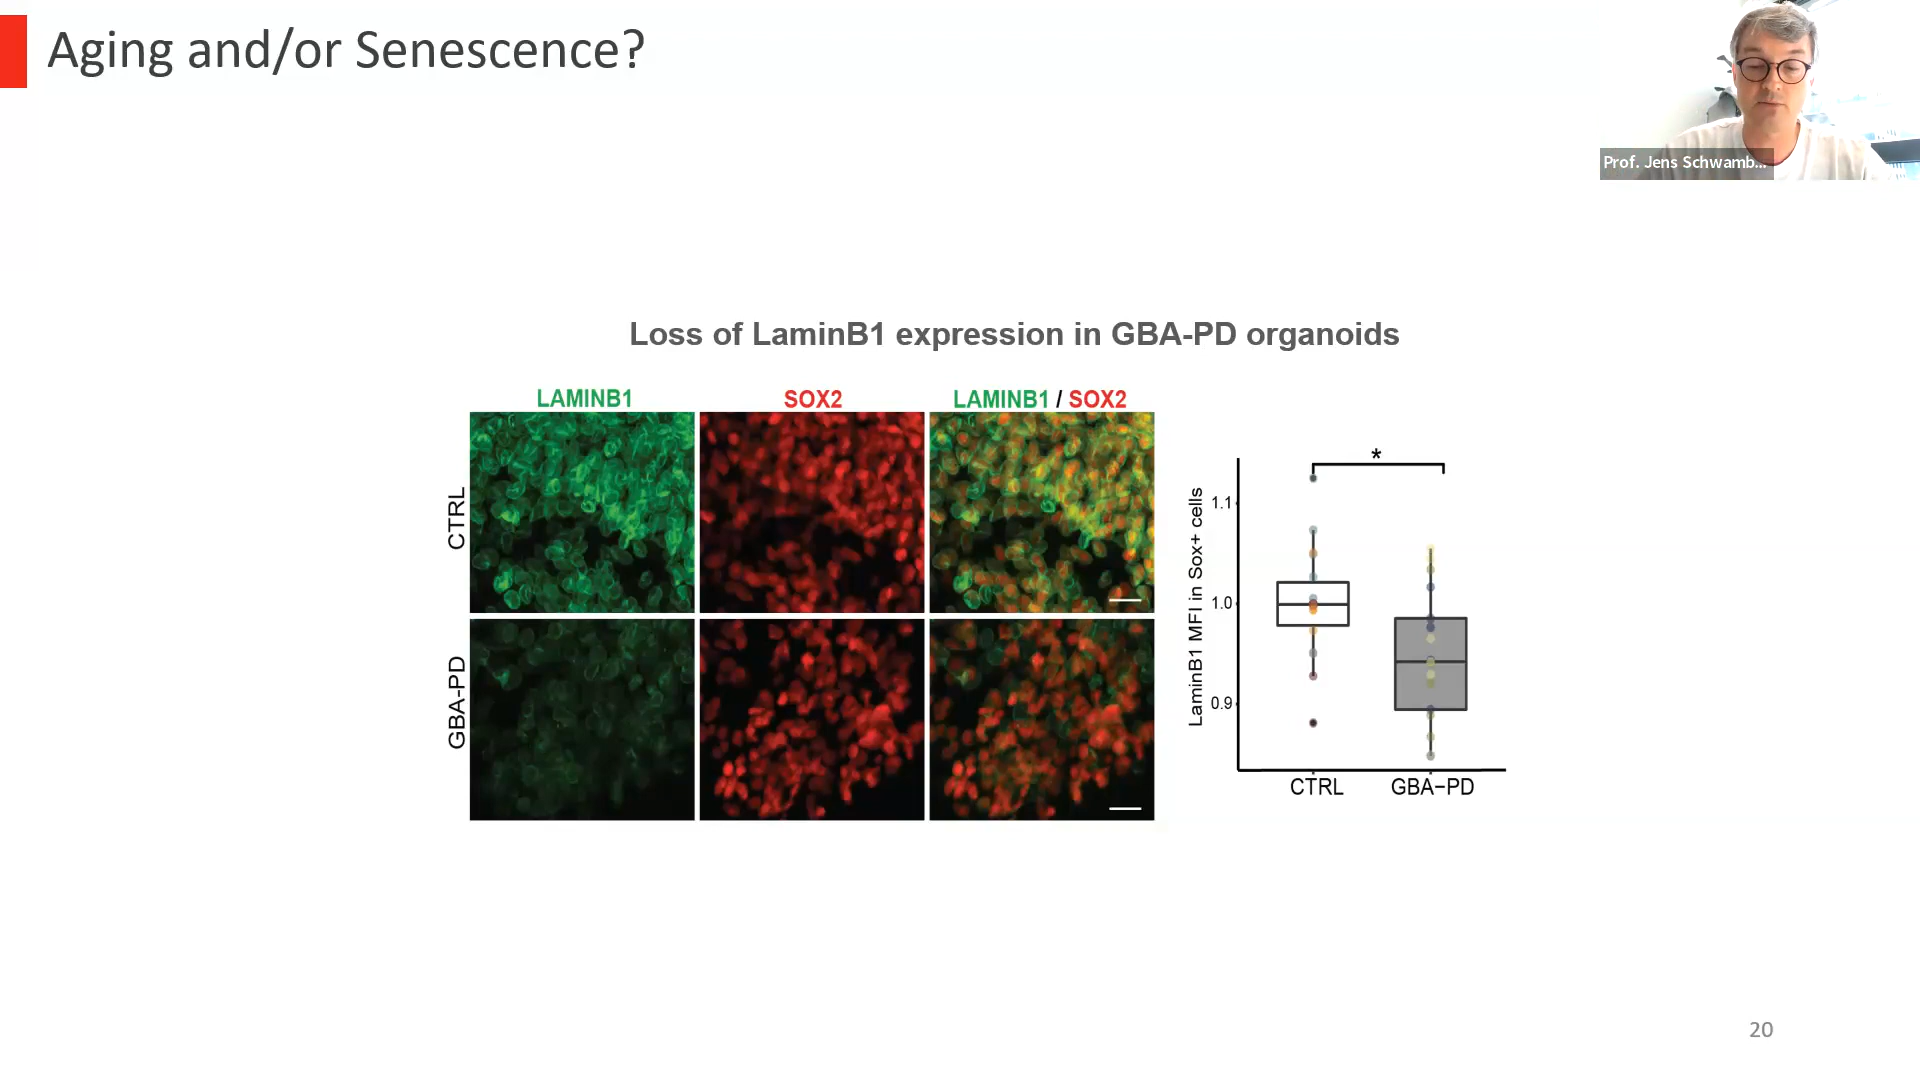 Aging and/or Senescence?
Prof. Jens Schwamb...
Loss of LaminB1 expression in GBA-PD organoids
LAMINB1
SOX2
LAMINB1 / SOX2
CTRL
GBA-PD
*
LaminB1 MFI in Sox+ cells
1.1
1.0
0.9
CTRL
GBA−PD
20